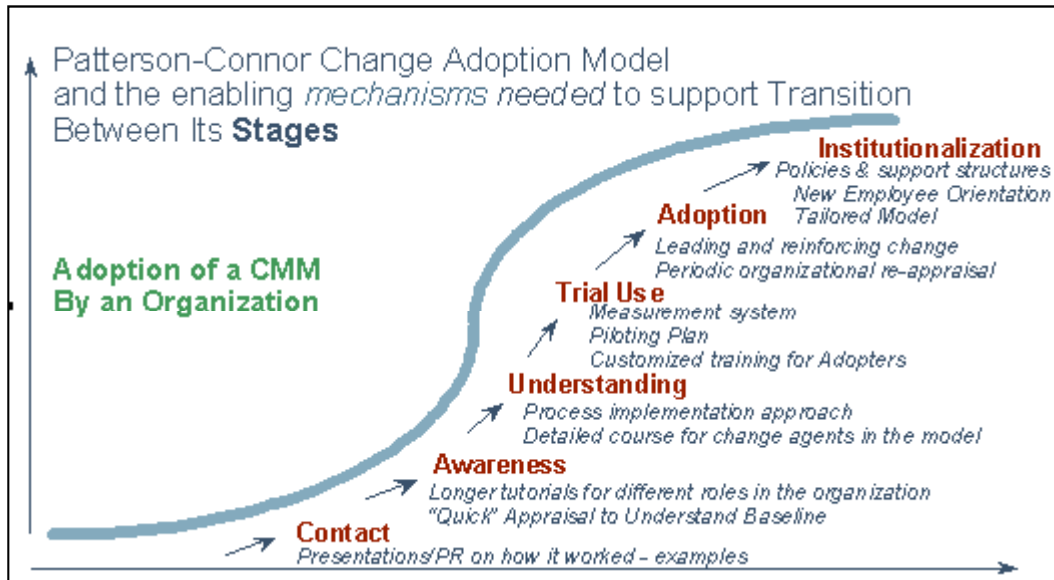 Patterson-Connor Change Adoption Model
and the enabling mechanisms needed to support Transition
Between Its Stages
Institutionalization
Policies & support structures
New Employee Orientation
Tailored Model
Adoption
Leading and reinforcing change
Periodic organizational re-appraisal
Adoption of a CMM
By an Organization
Trial Use
Measurement system
Piloting Plan
Customized training for Adopters
Understanding
Process implementation approach
Detailed course for change agents in the model
Awareness
Longer tutorials for different roles in the organization
"Quick" Appraisal to Understand Baseline
Contact
Presentations/PR on how it worked – examples